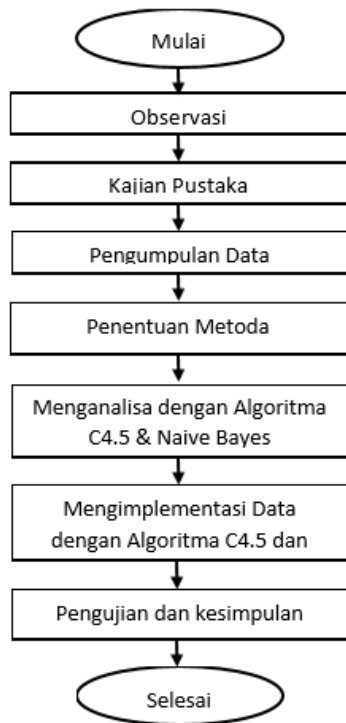 Mulai
Observasi
Kajian Pustaka
Pengumpulan Data
Penentuan Metoda
Menganalisa dengan Algoritma
C4.5 & Naive Bayes
Mengimplementasi Data
dengan Algoritma C4.5 dan
Pengujian dan kesimpulan
Selesai